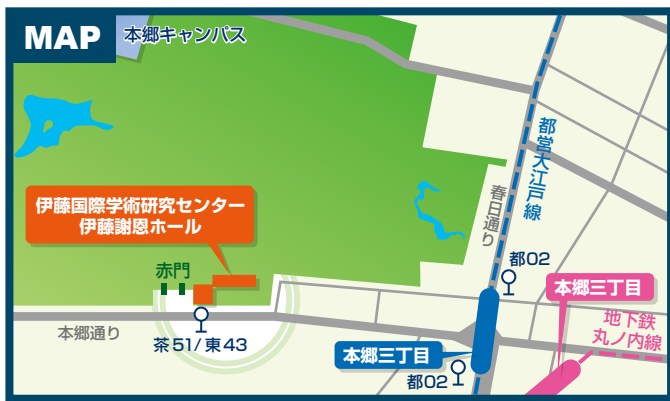 MAP
本郷キャンパス
都営大江戸線
春日通り
伊藤国際学術研究センター
伊藤謝恩ホール
赤門
都02
本郷三丁目
地下鉄
丸ノ内線
本郷通り
茶51/東43
本郷三丁目
都02